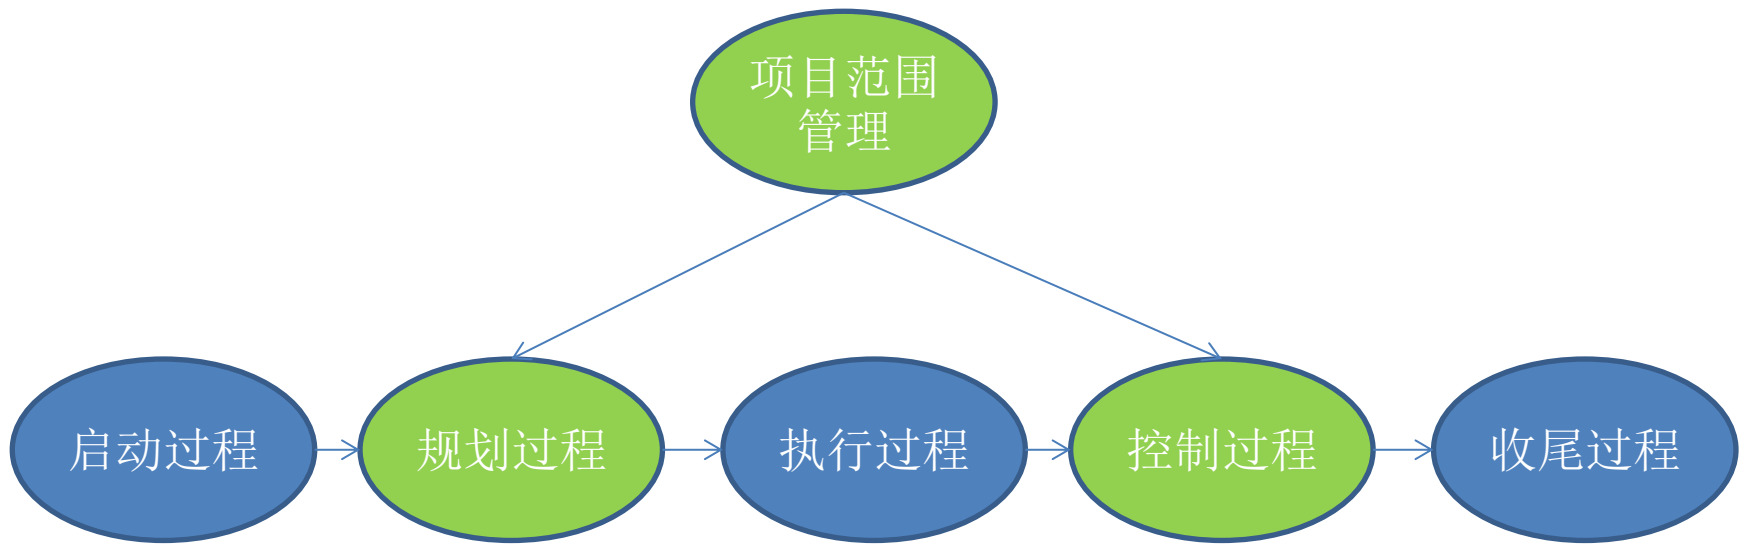 项目范围
管理
启动过程
规划过程
执行过程
控制过程
收尾过程